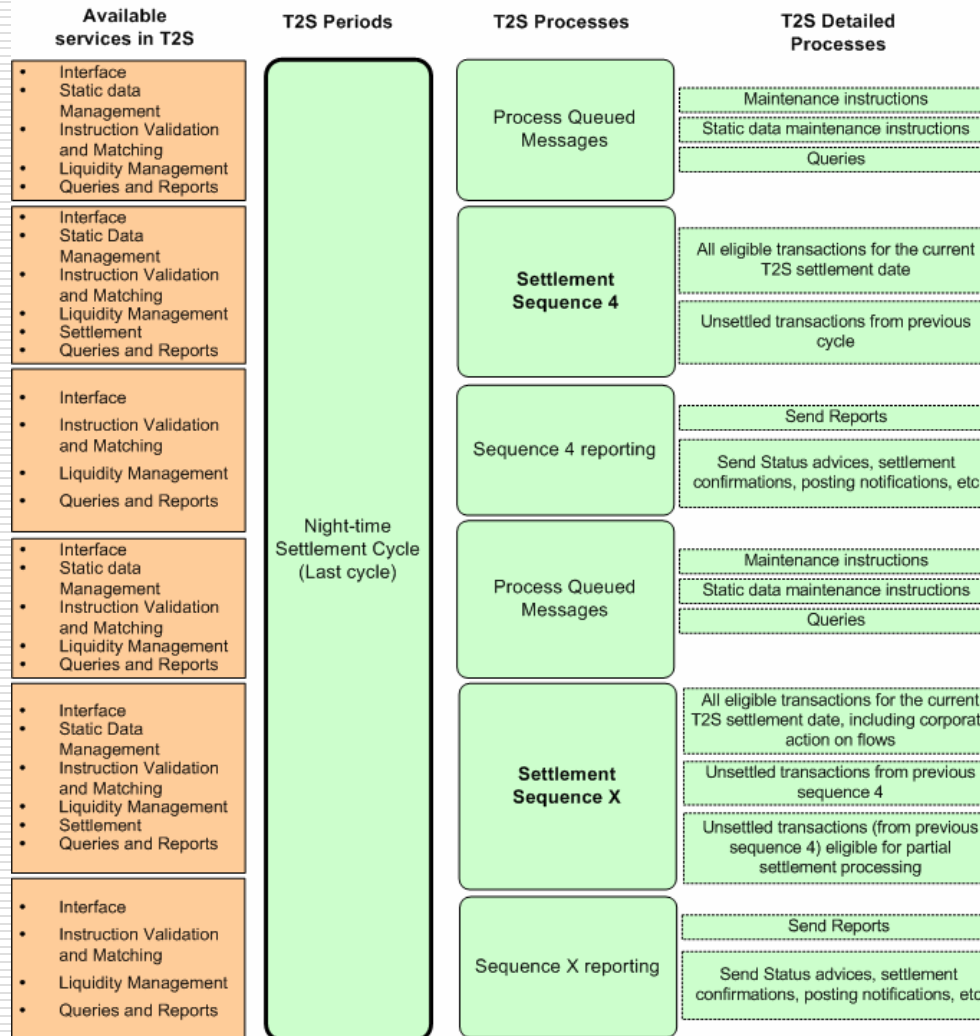 Available
services in T2S
T2S Periods
T2S Processes
T2S Detailed
Processes
• Interface
• Static data
Management
• Instruction Validation
and Matching
• Liquidity Management
• Queries and Reports
Process Queued
Messages
Maintenance instructions
Static data maintenance instructions
Queries
• Interface
• Static Data
Management
• Instruction Validation
and Matching
• Liquidity Management
• Settlement
• Queries and Reports
Settlement
Sequence 4
All eligible transactions for the current
T2S settlement date
Unsettled transactions from previous
cycle
• Interface
• Instruction Validation
and Matching
• Liquidity Management
• Queries and Reports
Sequence 4 reporting
Send Reports
Send Status advices, settlement
confirmations, posting notifications, etc
Night-time
Settlement Cycle
(Last cycle)
• Interface
• Static data
Management
• Instruction Validation
and Matching
• Liquidity Management
• Queries and Reports
Process Queued
Messages
Maintenance instructions
Static data maintenance instructions
Queries
• Interface
• Static Data
Management
• Instruction Validation
and Matching
• Liquidity Management
• Settlement
• Queries and Reports
Settlement
Sequence X
All eligible transactions for the current
T2S settlement date, including corporat
action on flows
Unsettled transactions from previous
sequence 4
Unsettled transactions (from previous
sequence 4) eligible for partial
settlement processing
• Interface
• Instruction Validation
and Matching
• Liquidity Management
• Queries and Reports
Sequence X reporting
Send Reports
Send Status advices, settlement
confirmations, posting notifications, etc